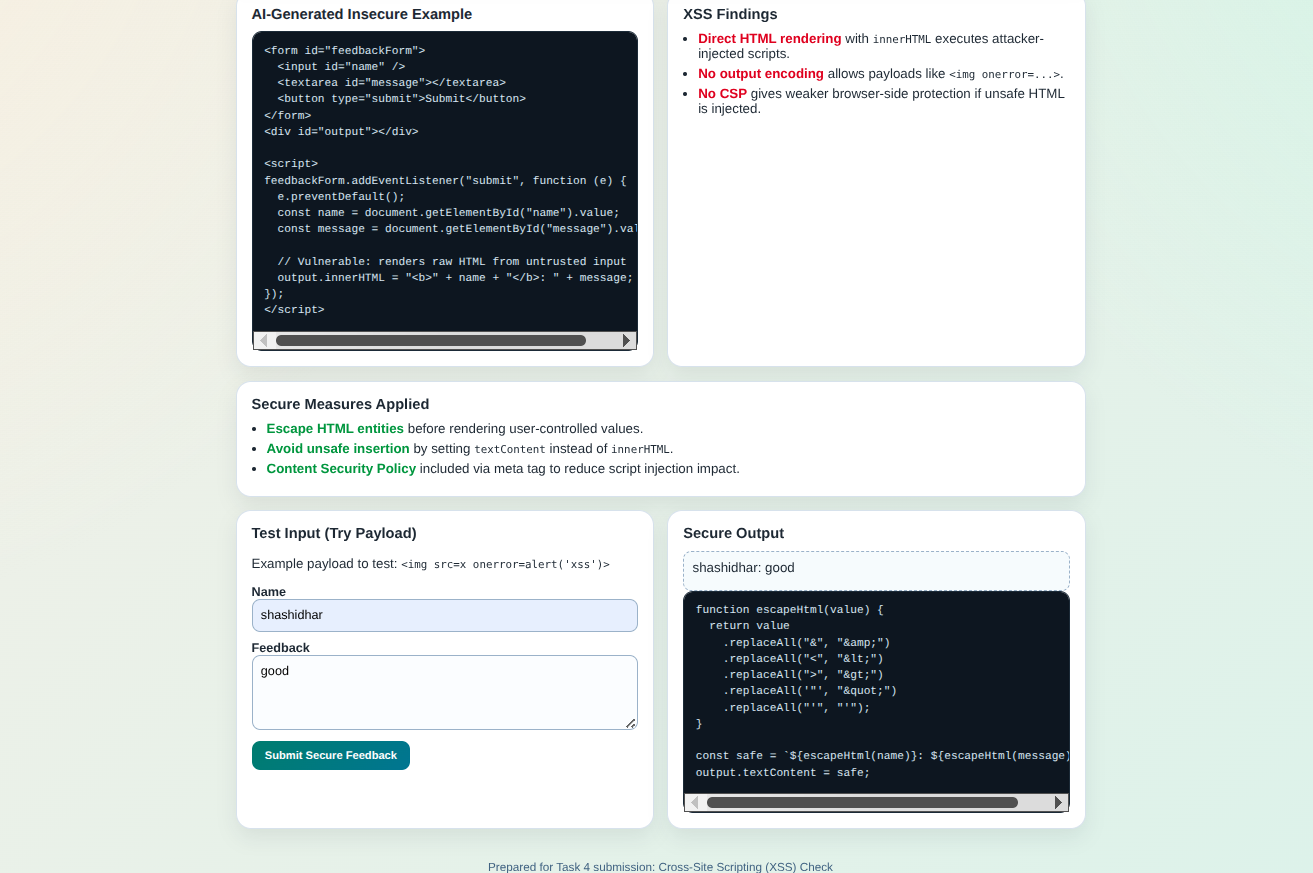 AI-Generated Insecure Example
<form id="feedbackForm">
  <input id="name" />
  <textarea id="message"></textarea>
  <button type="submit">Submit</button>
</form>
<div id="output"></div>

<script>
feedbackForm.addEventListener("submit", function (e) {
  e.preventDefault();
  const name = document.getElementById("name").value;
  const message = document.getElementById("message").val

  // Vulnerable: renders raw HTML from untrusted input
  output.innerHTML = "<b>" + name + "</b>: " + message;
});
</script>
XSS Findings
• Direct HTML rendering with innerHTML executes attacker-
injected scripts.
• No output encoding allows payloads like <img onerror=...>.
• No CSP gives weaker browser-side protection if unsafe HTML
is injected.
Secure Measures Applied
• Escape HTML entities before rendering user-controlled values.
• Avoid unsafe insertion by setting textContent instead of innerHTML.
• Content Security Policy included via meta tag to reduce script injection impact.
Test Input (Try Payload)
Example payload to test: <img src=x onerror=alert('xss')>
Name
shashidhar
Feedback
good
Submit Secure Feedback
Secure Output
shashidhar: good
function escapeHtml(value) {
  return value
    .replaceAll("&", "&amp;")
    .replaceAll("<", "&lt;")
    .replaceAll(">", "&gt;")
    .replaceAll('"', "&quot;")
    .replaceAll("'", "'");
}

const safe = `${escapeHtml(name)}: ${escapeHtml(message)
output.textContent = safe;
Prepared for Task 4 submission: Cross-Site Scripting (XSS) Check